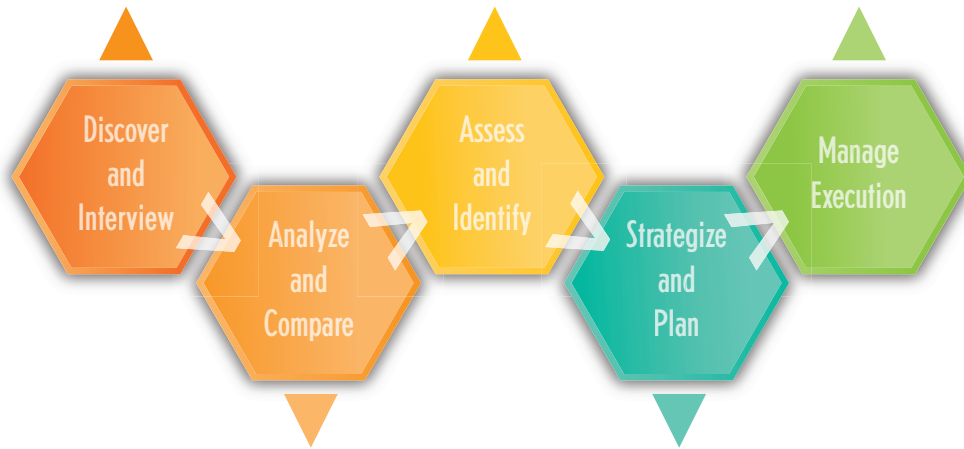 Discover
and
Interview
Analyze
and
Compare
Assess
and
Identify
Strategize
and
Plan
Manage
Execution